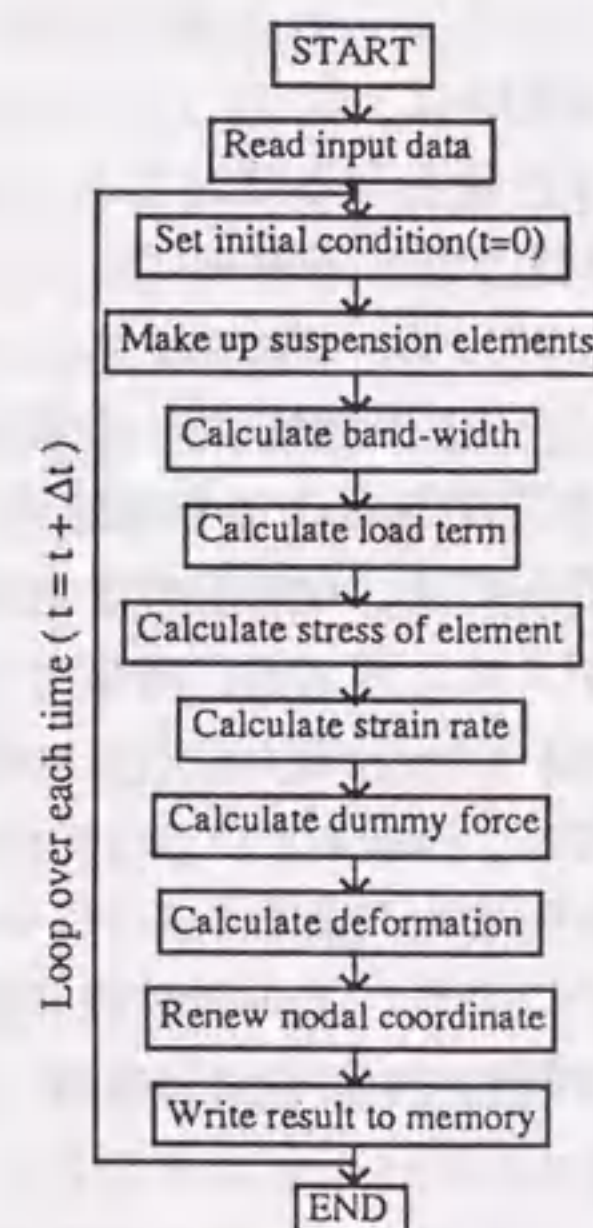 START
Read input data
Set initial condition(t=0)
Make up suspension elements
Calculate band-width
Calculate load term
Calculate stress of element
Calculate strain rate
Calculate dummy force
Calculate deformation
Renew nodal coordinate
Write result to memory
END
Loop over each time ( t = t + Δt )